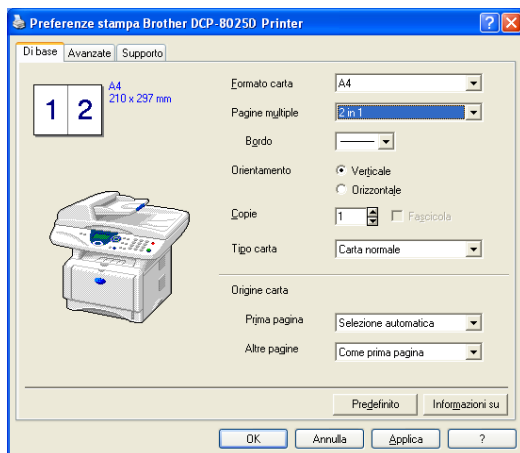 Preferenze stampa Brother DCP-8025D Printer
Di base Avanzate Supporto
1 2
A4
210 x 297 mm
Formato carta A4
Pagine multiple 2 in 1
Bordo
Orientamento Verticale
Orizzontale
Copie 1 Fascicola
Tipo carta Carta normale
Origine carta
Prima pagina Selezione automatica
Altre pagine Come prima pagina
Predefinito Informazioni su
OK Annulla Applica ?